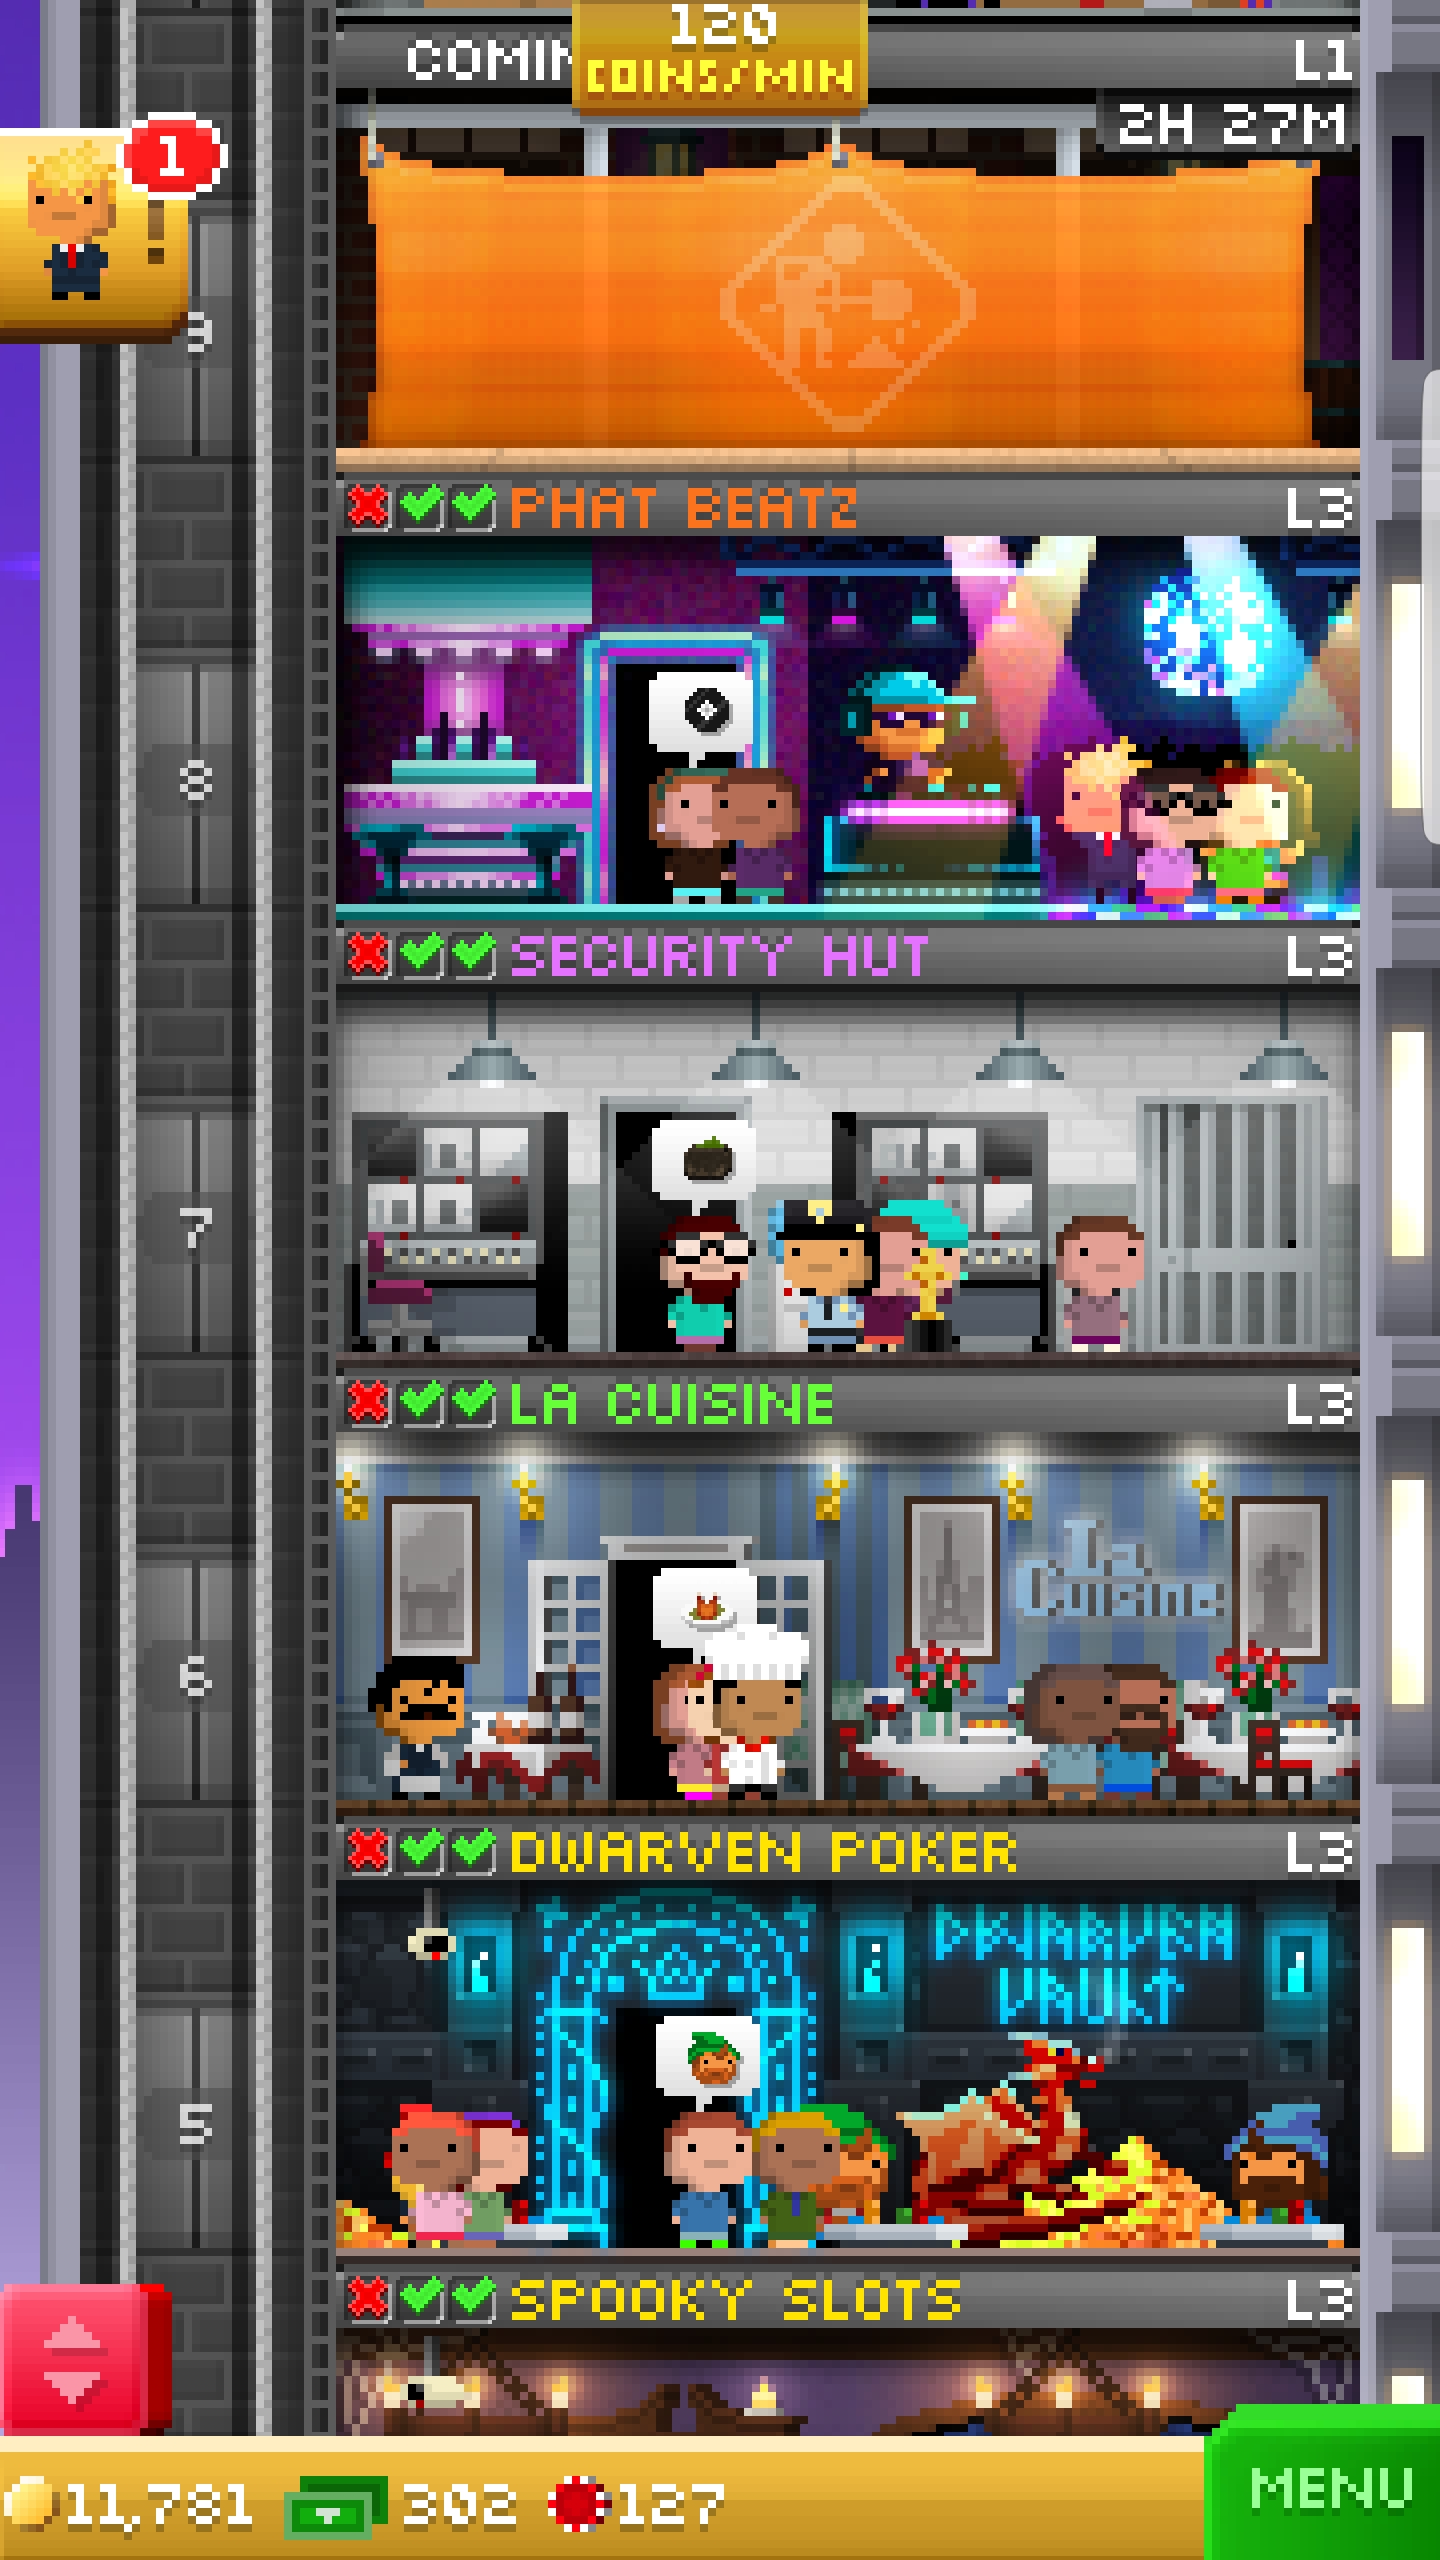 120
COINS/MIN
COMIN
L1
2H 27M
1
!
9
PHAT BEATZ
L3
8
SECURITY HUT
L3
7
LA CUISINE
L3
La
Cuisine
6
DWARVEN POKER
L3
DWARVEN
VAULT
5
SPOOKY SLOTS
L3
11,781
302
127
MENU